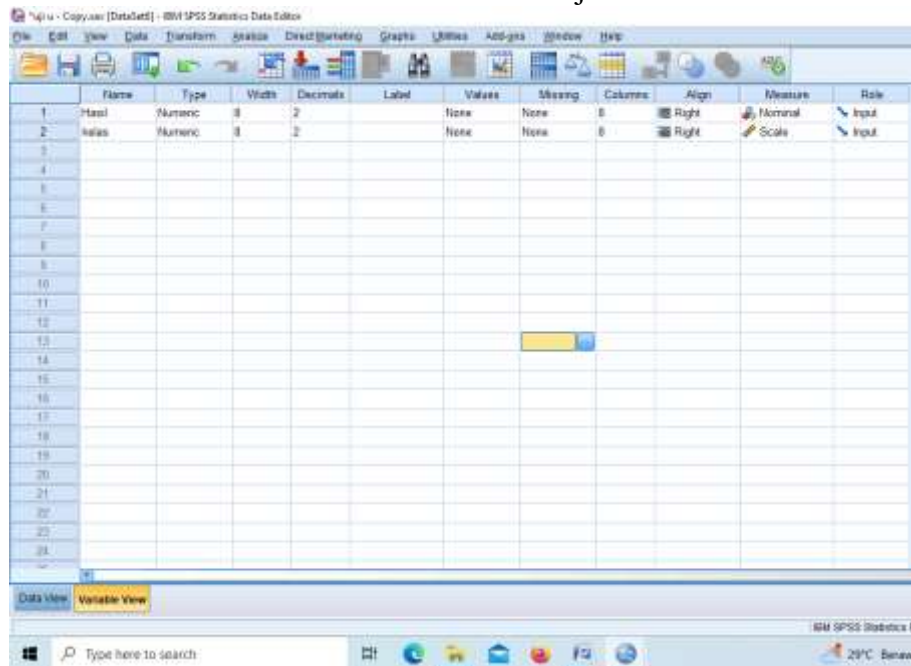 *uji u - Copy.sav [DataSet6] - IBM SPSS Statistics Data Editor
File Edit View Data Transform Analyze Direct Marketing Graphs Utilities Add-ons Window Help
Name Type Width Decimals Label Values Missing Columns Align Measure Role
1 Hasil Numeric 8 2 None None 8 Right Nominal Input
2 kelas Numeric 8 2 None None 8 Right Scale Input
3
4
5
6
7
8
9
10
11
12
13
14
15
16
17
18
19
20
21
22
23
24
Data View Variable View
IBM SPSS Statistics
Type here to search
29°C Beraw